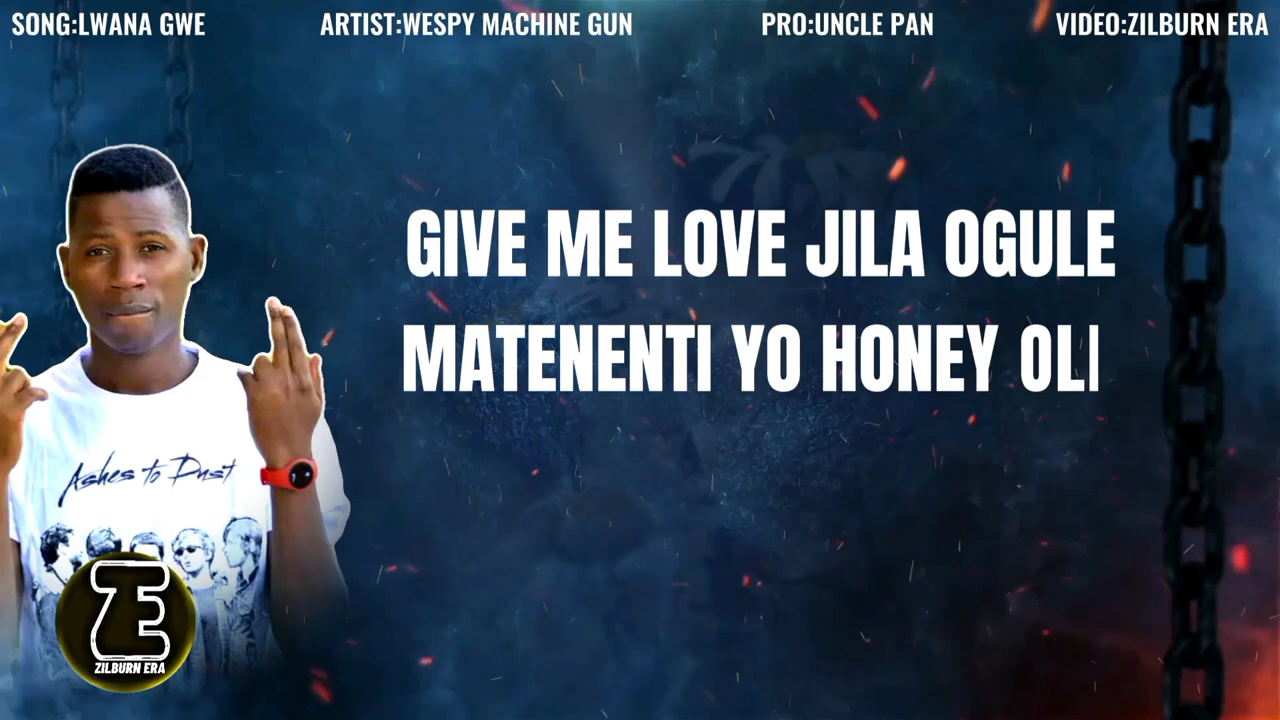 SONG:LWANA GWE
ARTIST:WESPY MACHINE GUN
PRO:UNCLE PAN
VIDEO:ZILBURN ERA
GIVE ME LOVE JILA OGULE
MATENENTI YO HONEY OLI
Ashes to Dust
ZE
ZILBURN ERA